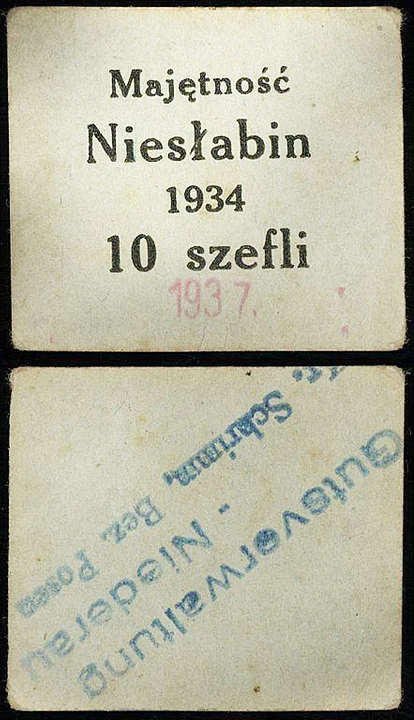 Majętność
Niesłabin
1934
10 szefli
1937.
Gutsverwaltung
- Niederau
Schrimm, Bez. Posen